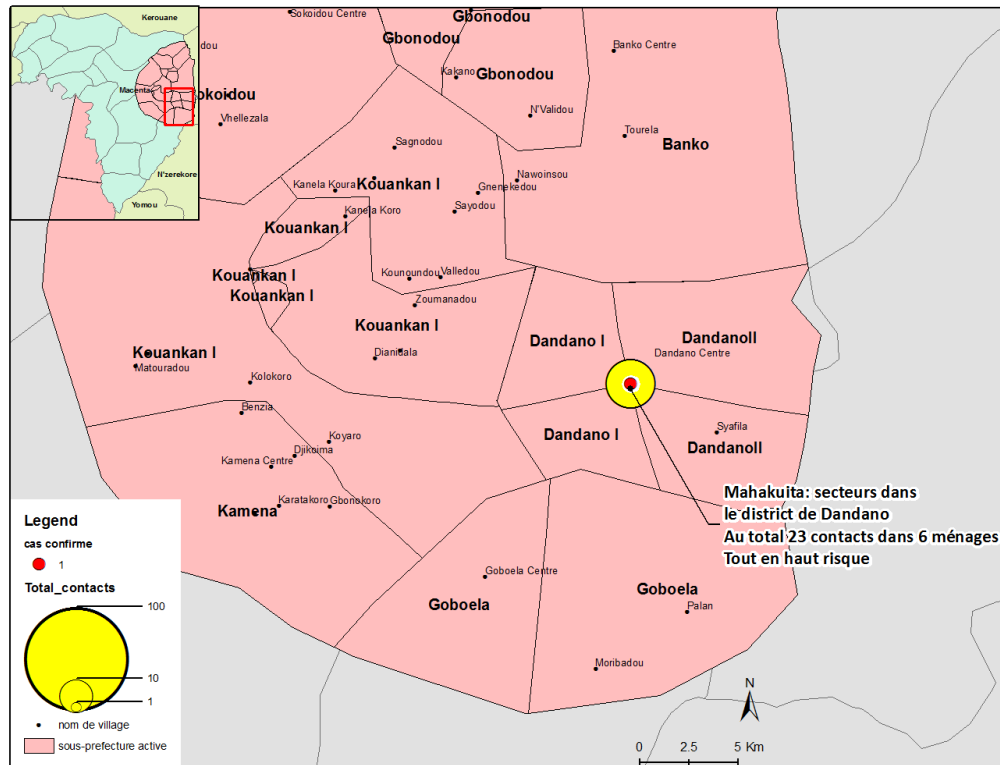 Kerouane
Macenta
N'zerekore
Yomou
dou
Sokoidou Centre
Gbonodou
Gbonodou
Gbonodou
Kakano
Banko Centre
okoidou
Vhellezala
N'Validou
Tourela
Banko
Sagnodou
Kanela Koura
Kouankan I
Gnenekedou
Nawoinsou
Kanela Koro
Sayodou
Kouankan I
Kouankan I
Kouankan I
Kounoundou
Valledou
Zoumanadou
Kouankan I
Dandano I
DandanoII
Dandano Centre
Kouankan I
Matouradou
Kolokoro
Benzia
Koyaro
Dandano I
Syafila
DandanoII
Djikoima
Kamena Centre
Karatakoro
Gbonokoro
Kamena
Mahakuita: secteurs dans
le district de Dandano
Au total 23 contacts dans 6 ménages
Tout en haut risque
Goboela Centre
Goboela
Goboela
Palan
Moribadou
Legend
cas confirme
1
Total_contacts
100
10
1
nom de village
sous-prefecture active
N
0 2.5 5 Km